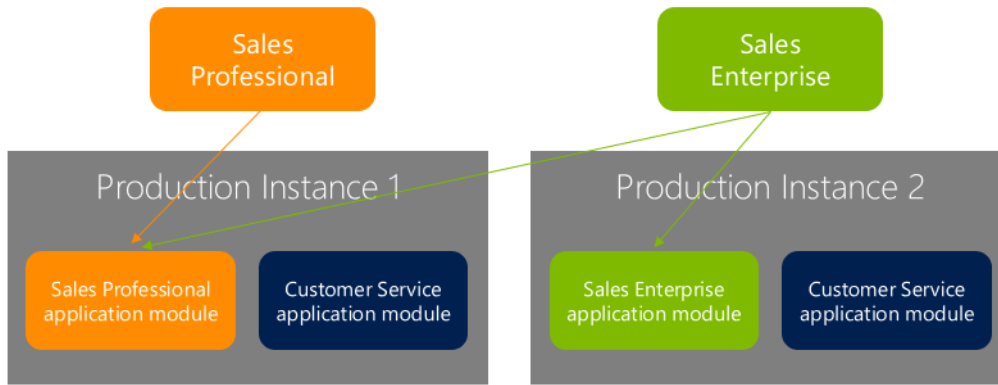 Sales
Professional
Sales
Enterprise
Production Instance 1
Production Instance 2
Sales Professional
application module
Customer Service
application module
Sales Enterprise
application module
Customer Service
application module